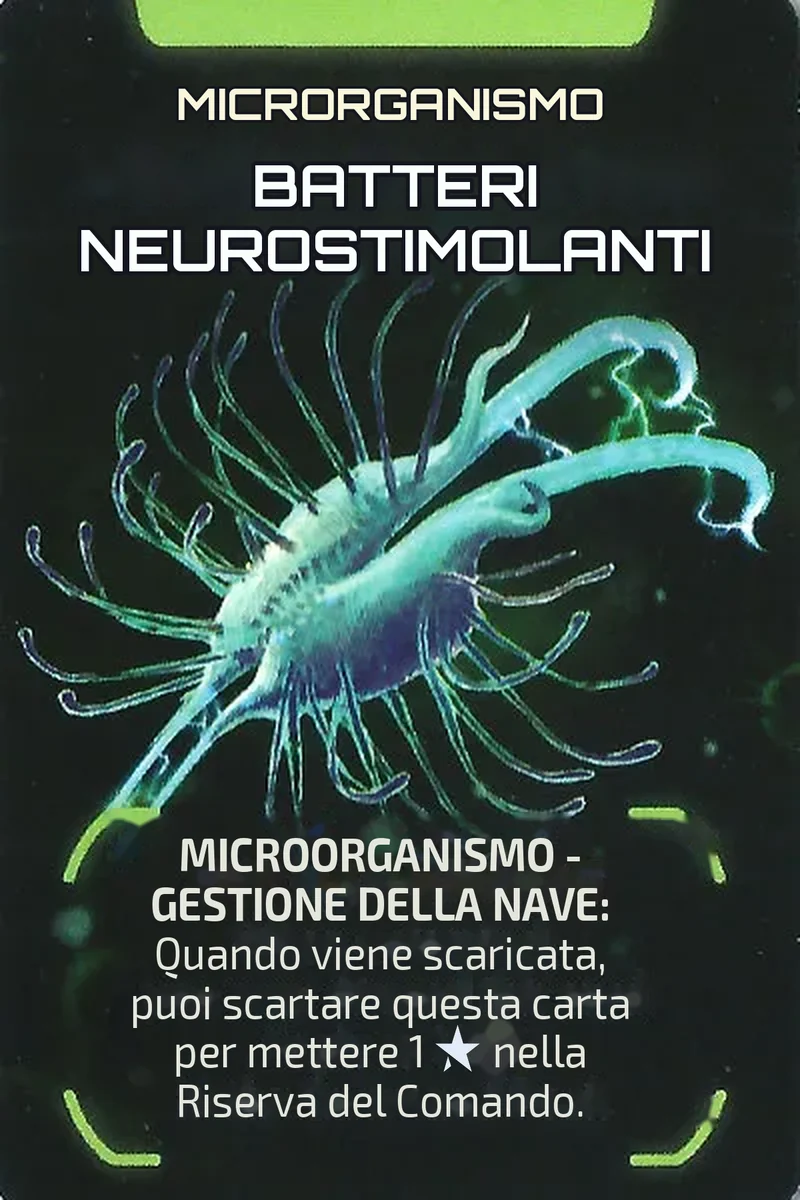 MICRORGANISMO
BATTERI
NEUROSTIMOLANTI
MICROORGANISMO -
GESTIONE DELLA NAVE:
Quando viene scaricata,
puoi scartare questa carta
per mettere 1 ★ nella
Riserva del Comando.